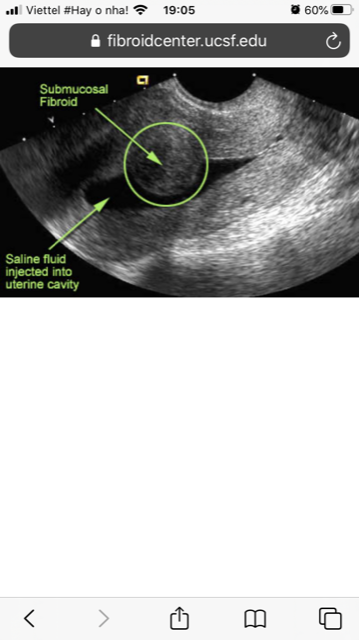 Viettel #Hay o nha! 19:05 60%
fibroidcenter.ucsf.edu
Submucosal
Fibroid
Saline fluid
injected into
uterine cavity